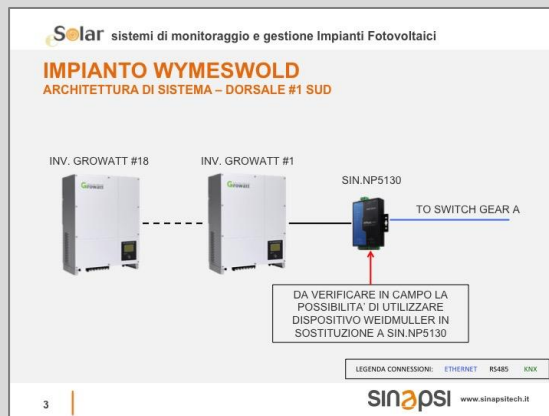 eSolar sistemi di monitoraggio e gestione Impianti Fotovoltaici
IMPIANTO WYMESWOLD
ARCHITETTURA DI SISTEMA – DORSALE #1 SUD
INV. GROWATT #18
INV. GROWATT #1
SIN.NP5130
TO SWITCH GEAR A
DA VERIFICARE IN CAMPO LA
POSSIBILITA' DI UTILIZZARE
DISPOSITIVO WEIDMULLER IN
SOSTITUZIONE A SIN.NP5130
LEGENDA CONNESSIONI: ETHERNET RS485 KNX
3
sinapsi www.sinapsitech.it